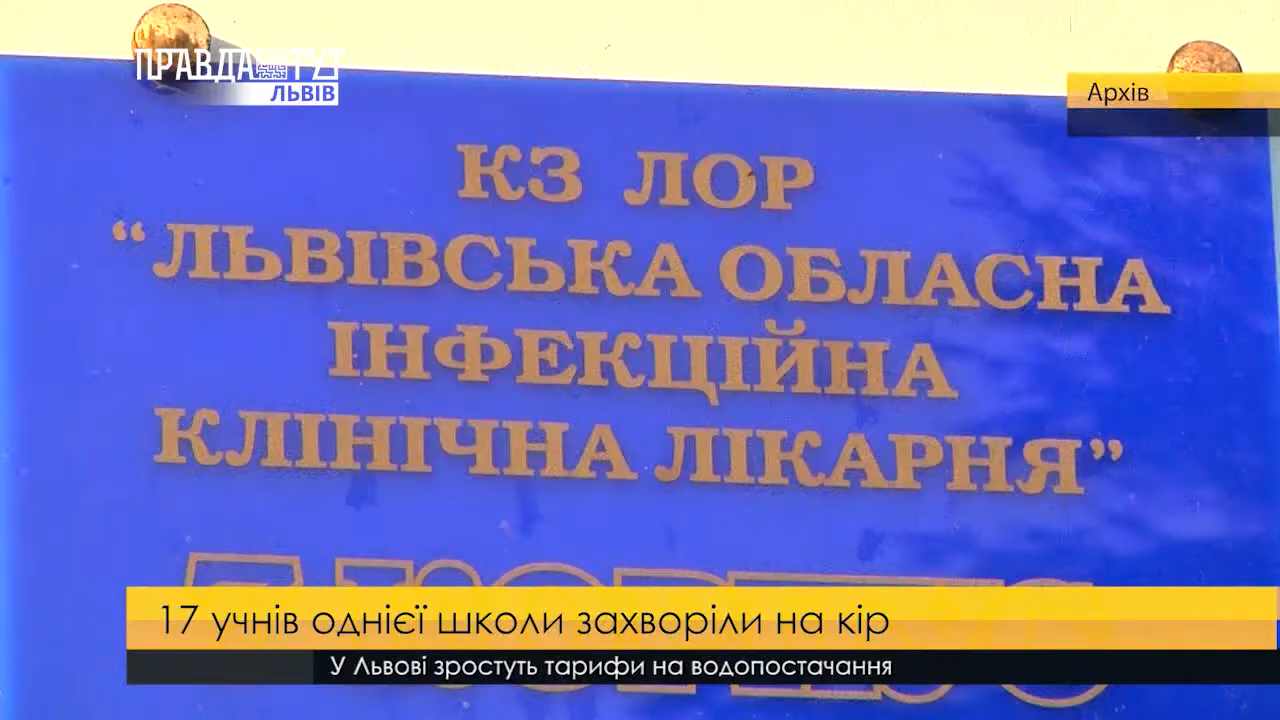 ПРАВДА ТУТ
ЛЬВІВ
Архів
КЗ ЛОР
“ЛЬВІВСЬКА ОБЛАСНА
ІНФЕКЦІЙНА
КЛІНІЧНА ЛІКАРНЯ”
17 учнів однієї школи захворіли на кір
У Львові зростуть тарифи на водопостачання